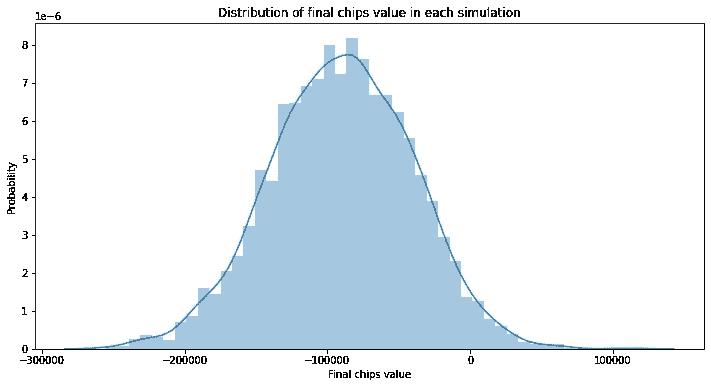 Distribution of final chips value in each simulation
1e−6
8
7
6
5
4
3
2
1
0
Probability
−300000 −200000 −100000 0 100000
Final chips value